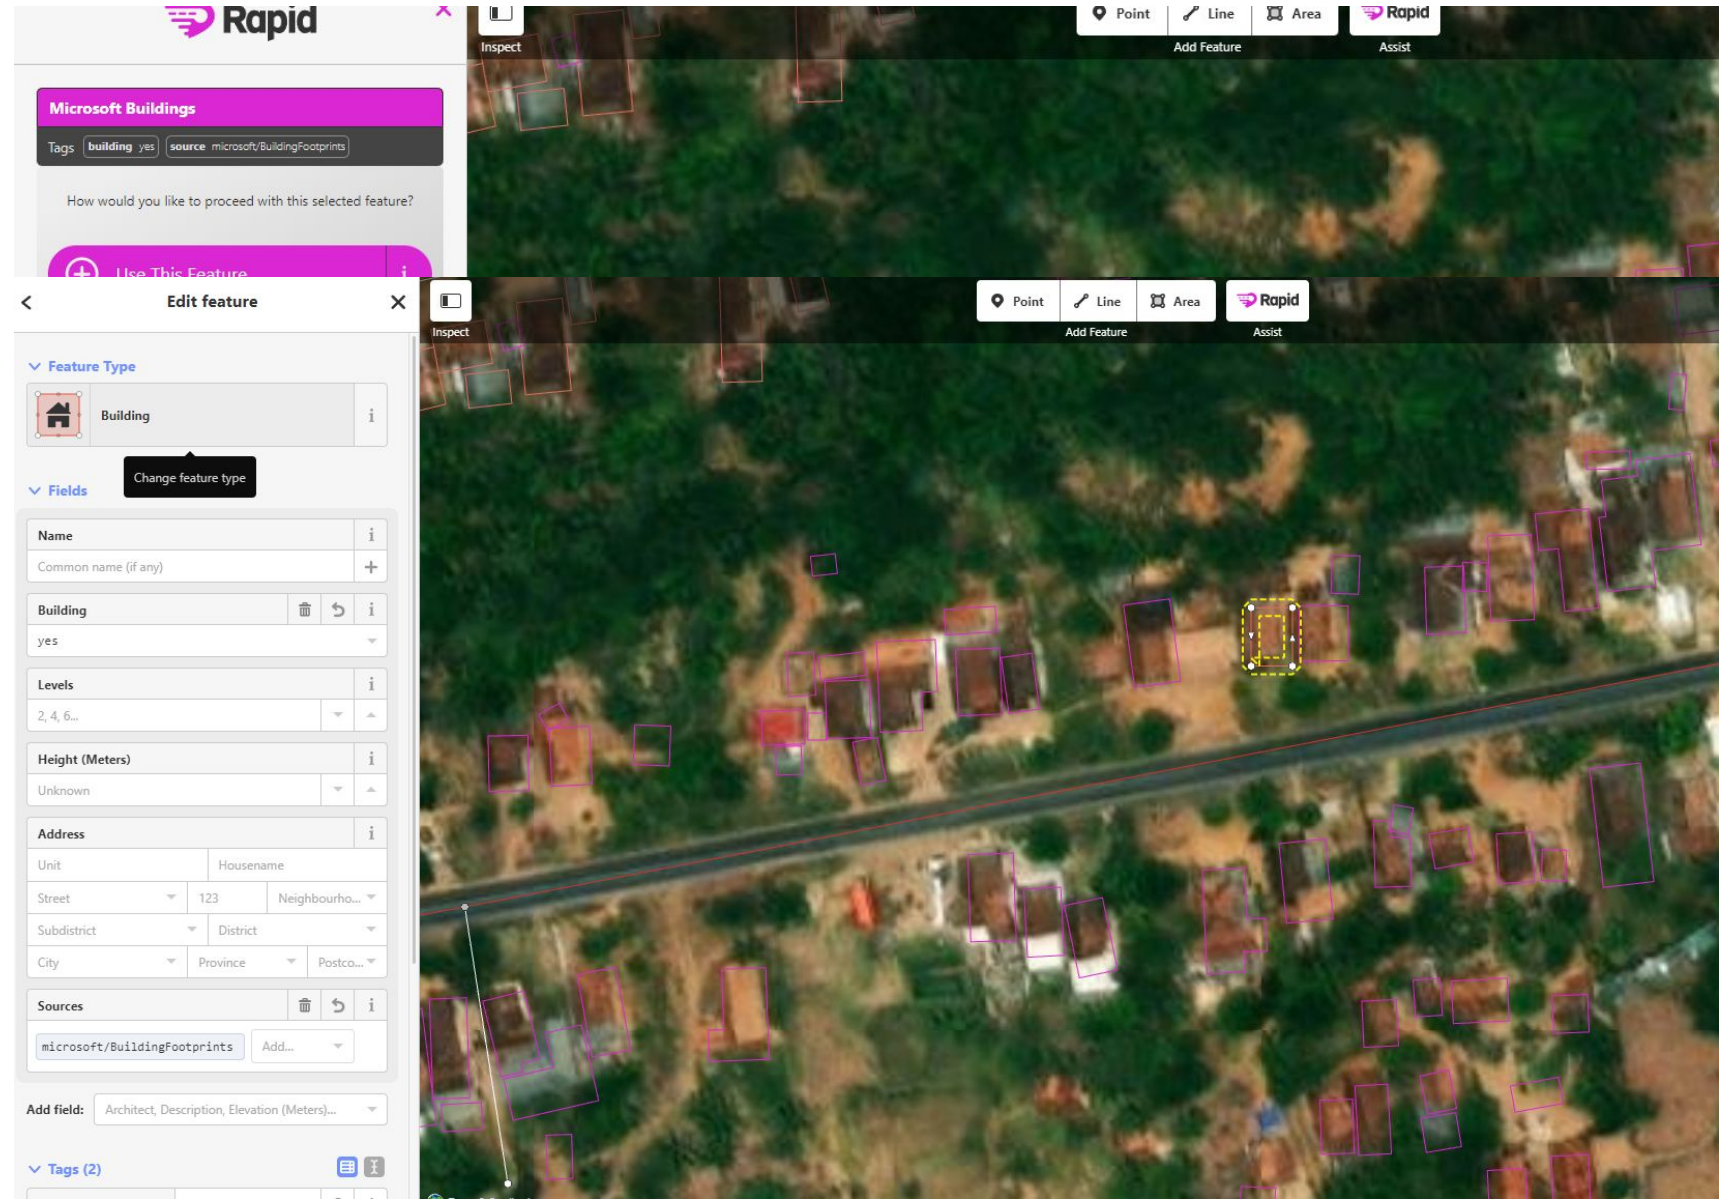 Rapid
Inspect
Point
Line
Area
Add Feature
Rapid
Assist
Microsoft Buildings
Tags building yes source microsoft/BuildingFootprints
How would you like to proceed with this selected feature?
Use This Feature
Edit feature
Inspect
Point
Line
Area
Add Feature
Rapid
Assist
Feature Type
Building
Change feature type
Fields
Name
Common name (if any)
Building
yes
Levels
2, 4, 6...
Height (Meters)
Unknown
Address
Unit Housename
Street 123 Neighbourho...
Subdistrict District
City Province Postco...
Sources
microsoft/BuildingFootprints Add...
Add field: Architect, Description, Elevation (Meters)...
Tags (2)